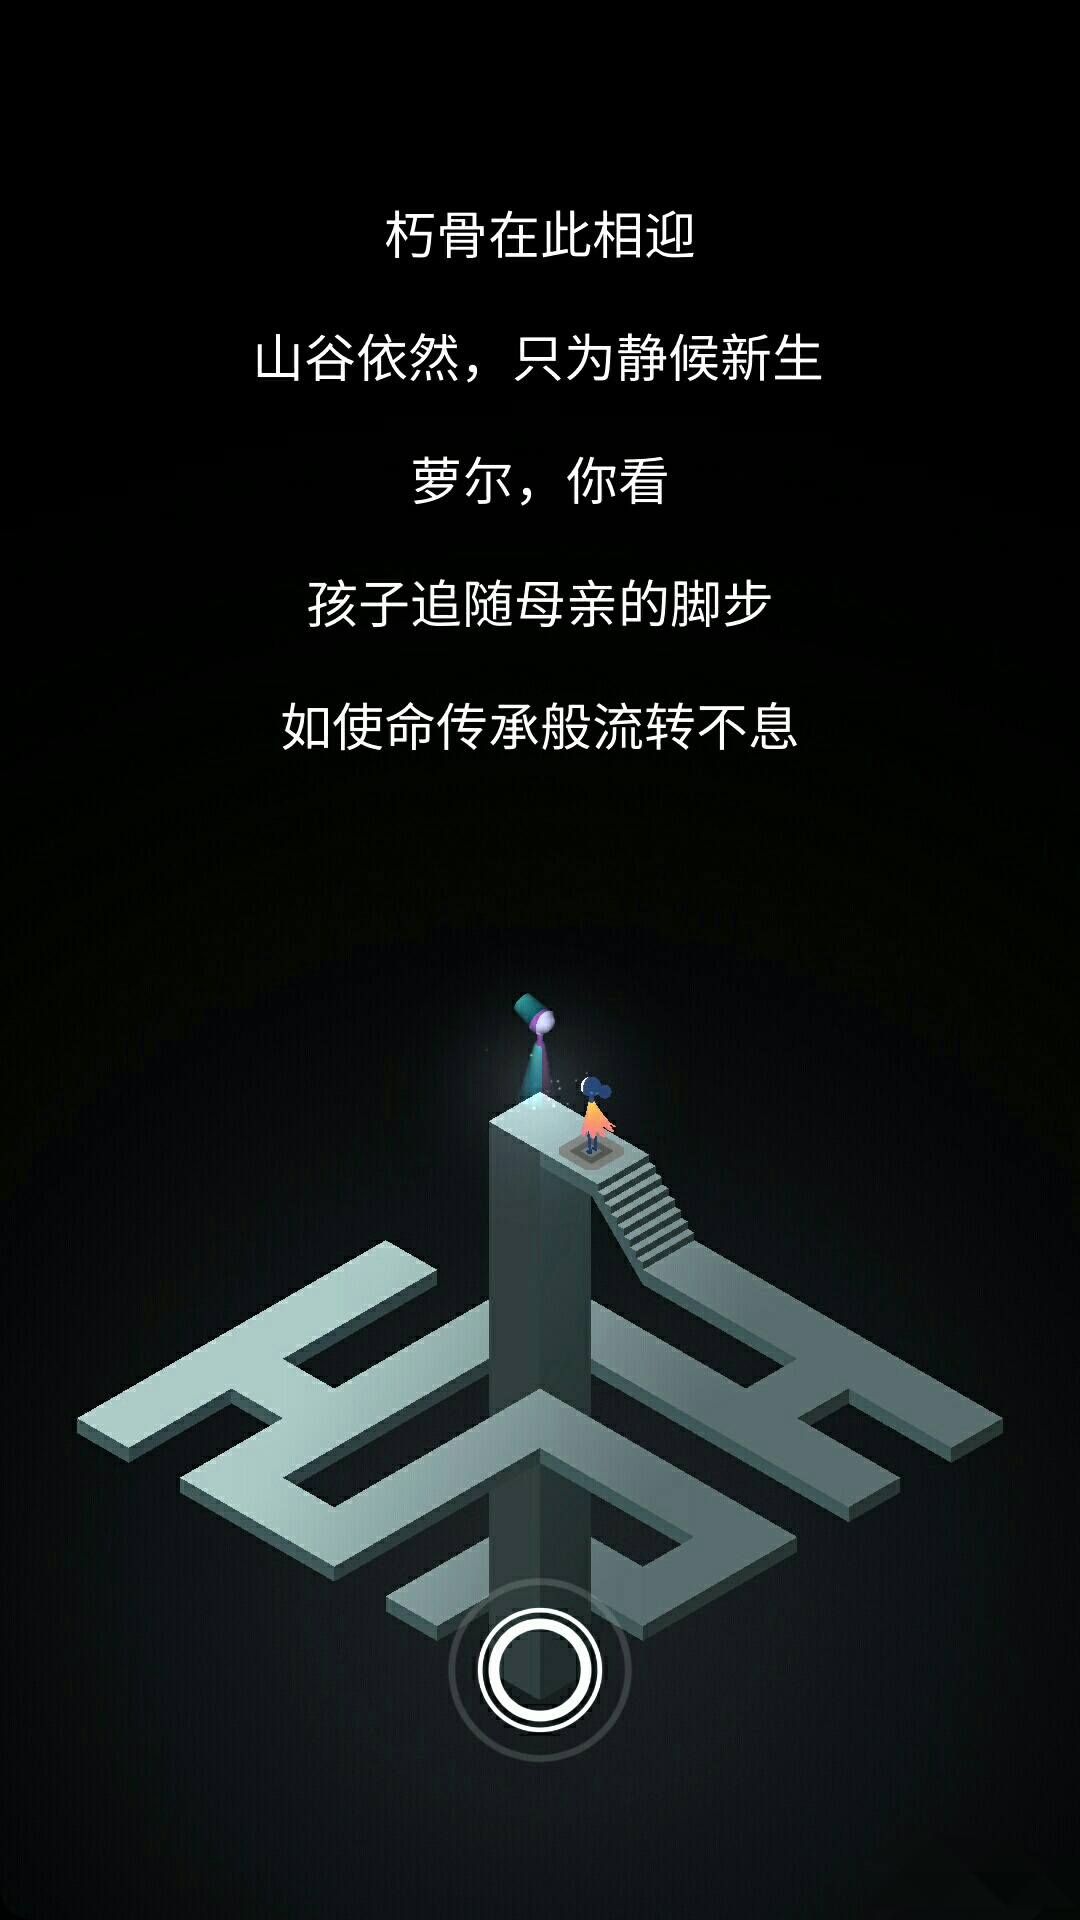 朽骨在此相迎
山谷依然，只为静候新生
萝尔，你看
孩子追随母亲的脚步
如使命传承般流转不息